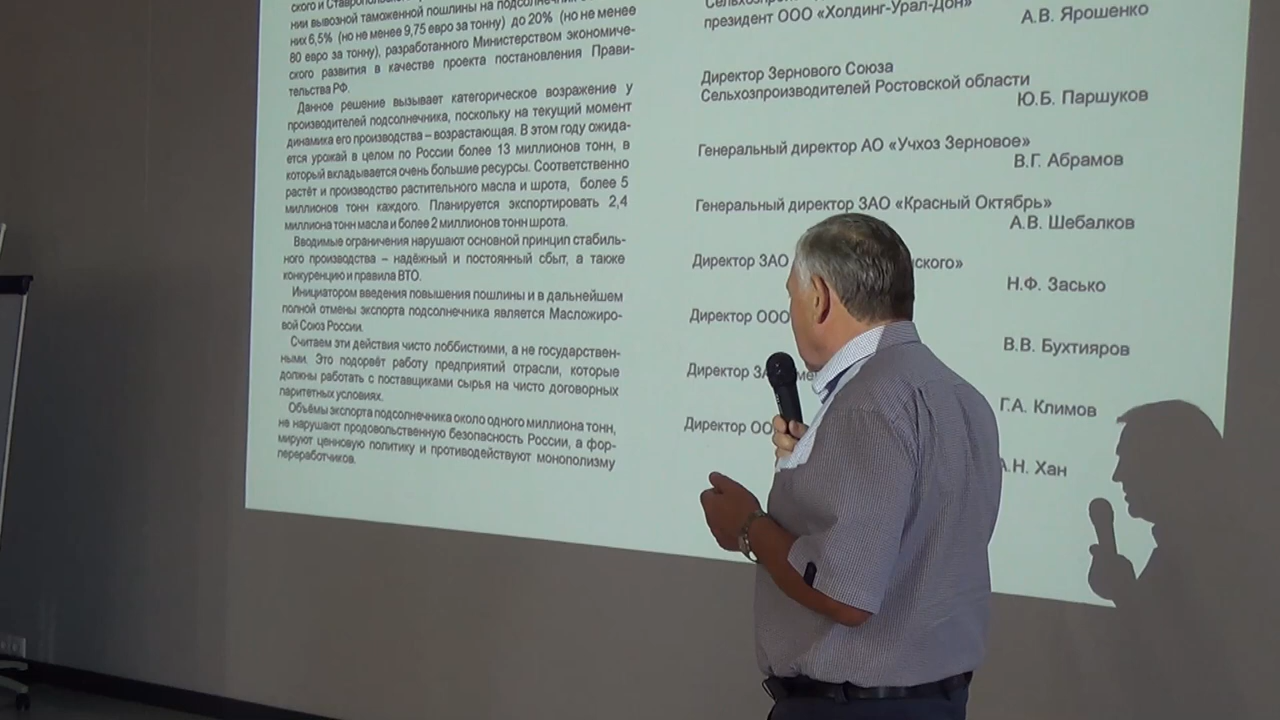 нии вывозной таможенной пошлины на
них 6,5% (но не менее 9,75 евро за тонну) до 20% (но не менее
80 евро за тонну), разработанного Министерством экономиче-
ского развития в качестве проекта постановления Прави-
тельства РФ.
Данное решение вызывает категорическое возражение у
производителей подсолнечника, поскольку на текущий момент
динамика его производства – возрастающая. В этом году ожида-
ется урожай в целом по России более 13 миллионов тонн, в
который вкладывается очень большие ресурсы. Соответственно
растёт и производство растительного масла и шрота, более 5
миллионов тонн каждого. Планируется экспортировать 2,4
миллиона тонн масла и более 2 миллионов тонн шрота.
Вводимые ограничения нарушают основной принцип стабиль-
ного производства – надёжный и постоянный сбыт, а также
конкуренцию и правила ВТО.
Инициатором введения повышения пошлины и в дальнейшем
полной отмены экспорта подсолнечника является Масложиро-
вой Союз России.
Считаем эти действия чисто лоббисткими, а не государствен-
ными. Это подорвёт работу предприятий отрасли, которые
должны работать с поставщиками сырья на чисто договорных
паритетных условиях.
Объёмы экспорта подсолнечника около одного миллиона тонн,
не нарушают продовольственную безопасность России, а фор-
мируют ценновую политику и противодействуют монополизму
переработчиков.
президент ООО «Холдинг-Урал-Дон»
А.В. Ярошенко
Директор Зернового Союза
Сельхозпроизводителей Ростовской области
Ю.Б. Паршуков
Генеральный директор АО «Учхоз Зерновое»
В.Г. Абрамов
Генеральный директор ЗАО «Красный Октябрь»
А.В. Шебалков
Директор ЗАО
Н.Ф. Засько
Директор ООО
В.В. Бухтияров
Директор
Г.А. Климов
Директор
А.Н. Хан